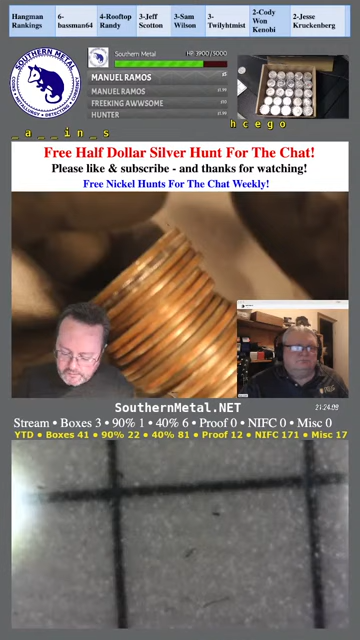 Hangman Rankings
6-bassman64
4-Rooftop Randy
3-Jeff Scotton
3-Sam Wilson
3-Twilyhtmist
2-Cody Won Kenobi
2-Jesse Kruckenberg
SOUTHERN METAL
Southern Metal HP: 3900/5000
MANUEL RAMOS
MANUEL RAMOS
FREEKING AWWSOME
HUNTER
_ a _ _ i n _ s
h c e g o
Free Half Dollar Silver Hunt For The Chat!
Please like & subscribe - and thanks for watching!
Free Nickel Hunts For The Chat Weekly!
SouthernMetal.NET
Stream • Boxes 3 • 90% 1 • 40% 6 • Proof 0 • NIFC 0 • Misc 0
YTD • Boxes 41 • 90% 22 • 40% 81 • Proof 12 • NIFC 171 • Misc 17